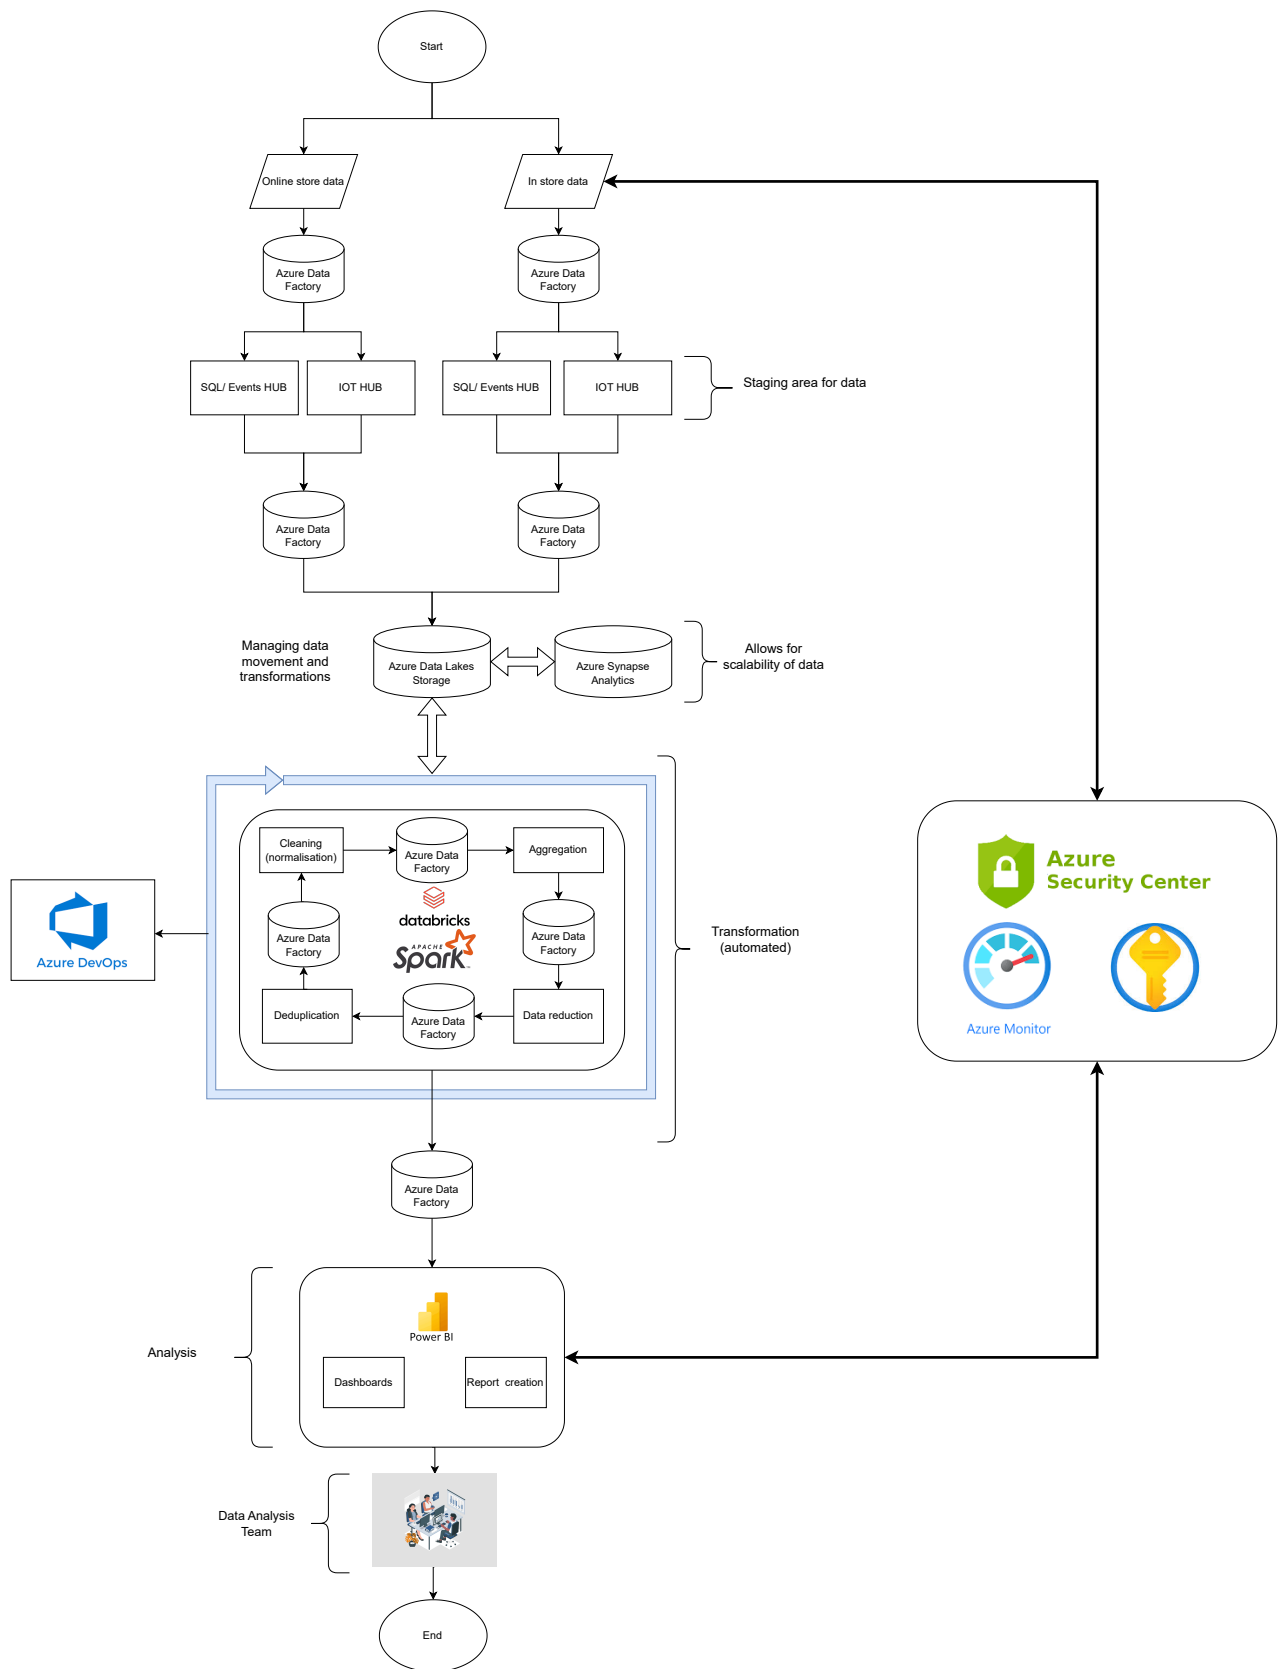 Start
Online store data
In store data
Azure Data
Factory
Azure Data
Factory
SQL/ Events HUB
IOT HUB
SQL/ Events HUB
IOT HUB
Staging area for data
Azure Data
Factory
Azure Data
Factory
Managing data
movement and
transformations
Azure Data Lakes
Storage
Azure Synapse
Analytics
Allows for
scalability of data
Cleaning
(normalisation)
Azure Data
Factory
Aggregation
databricks
APACHE
Spark™
Azure Data
Factory
Azure Data
Factory
Deduplication
Azure Data
Factory
Data reduction
Transformation
(automated)
Azure DevOps
Azure
Security Center
Azure Monitor
Azure Data
Factory
Analysis
Power BI
Dashboards
Report creation
Data Analysis
Team
End